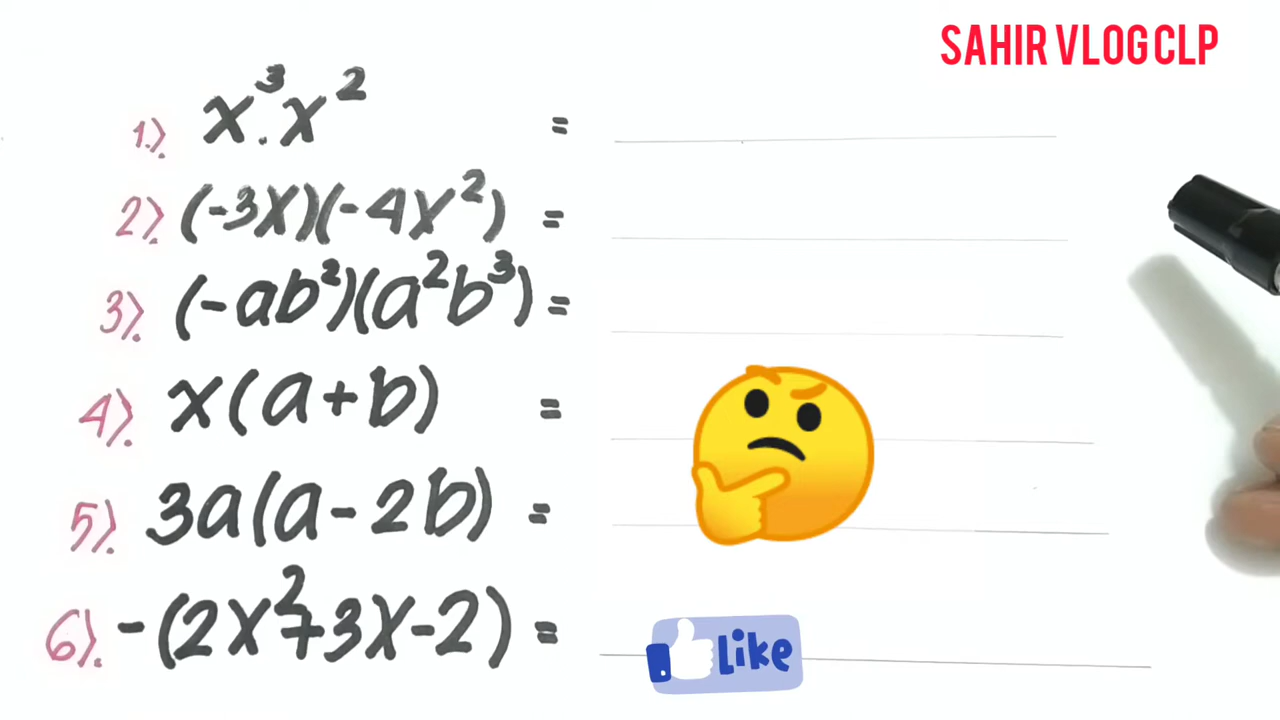 SAHIR VLOG CLP
1). x³.x² =
2). (-3x)(-4x²) =
3). (-ab²)(a²b³) =
4). x(a+b) =
5). 3a(a-2b) =
6). -(2x²+3x-2) =
Like